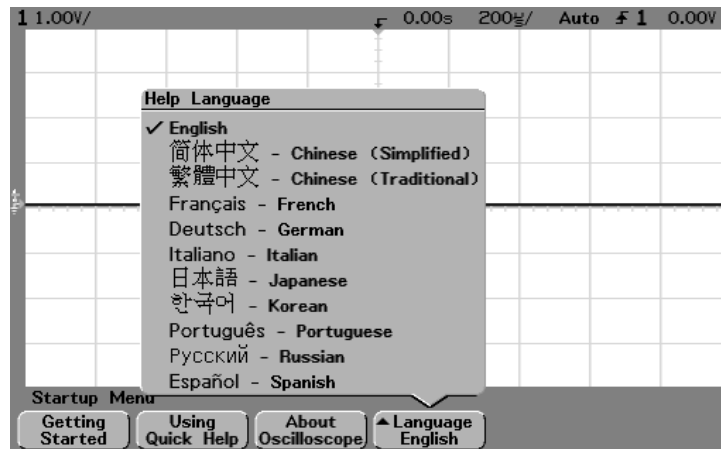 1 1.00V/ 0.00s 200µs/ Auto 1 0.00V
Help Language
✓ English
简体中文 - Chinese (Simplified)
繁體中文 - Chinese (Traditional)
Français - French
Deutsch - German
Italiano - Italian
日本語 - Japanese
한국어 - Korean
Português - Portuguese
Русский - Russian
Español - Spanish
Startup Menu
Getting Started
Using Quick Help
About Oscilloscope
Language English